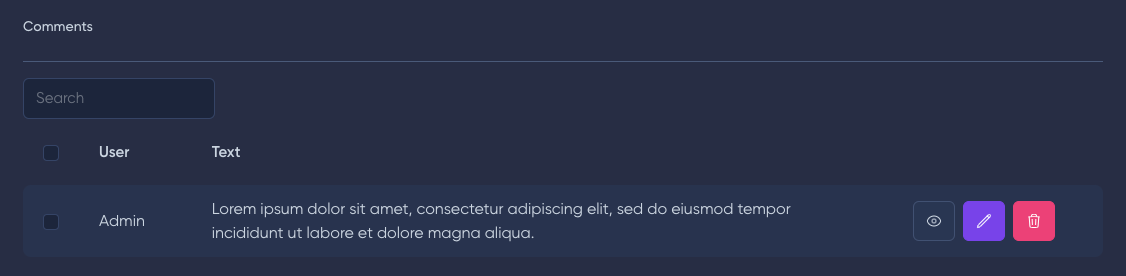 Comments
Search
User Text
Admin
Lorem ipsum dolor sit amet, consectetur adipiscing elit, sed do eiusmod tempor
incididunt ut labore et dolore magna aliqua.